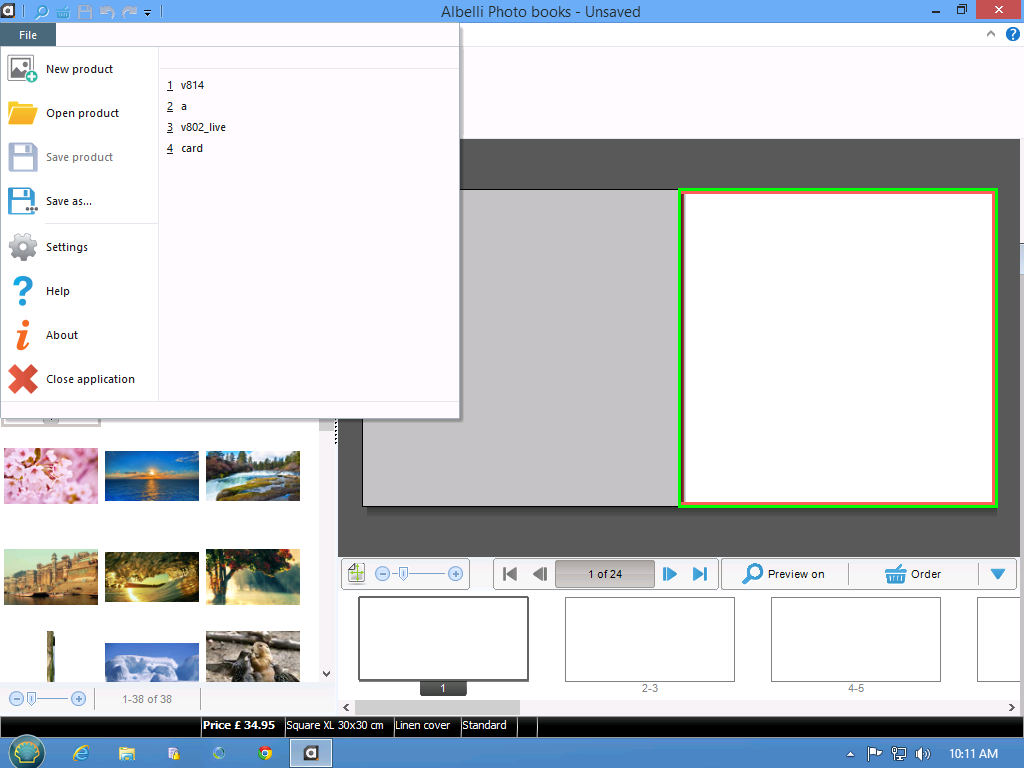 Albelli Photo books - Unsaved
File
New product
Open product
Save product
Save as...
Settings
Help
About
Close application
1 v814
2 a
3 v802_live
4 card
1 of 24
Preview on
Order
1
2-3
4-5
1-38 of 38
Price £ 34.95
Square XL 30x30 cm
Linen cover
Standard
10:11 AM